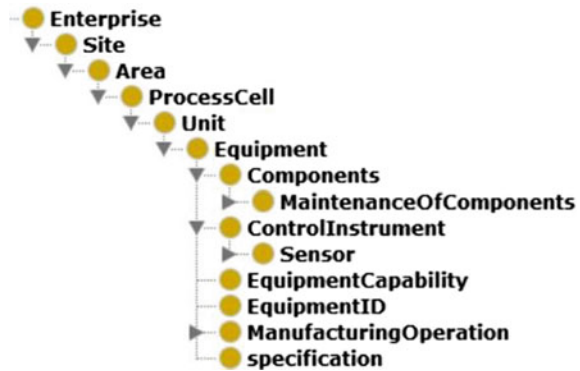 Enterprise
Site
Area
ProcessCell
Unit
Equipment
Components
MaintenanceOfComponents
ControlInstrument
Sensor
EquipmentCapability
EquipmentID
ManufacturingOperation
specification